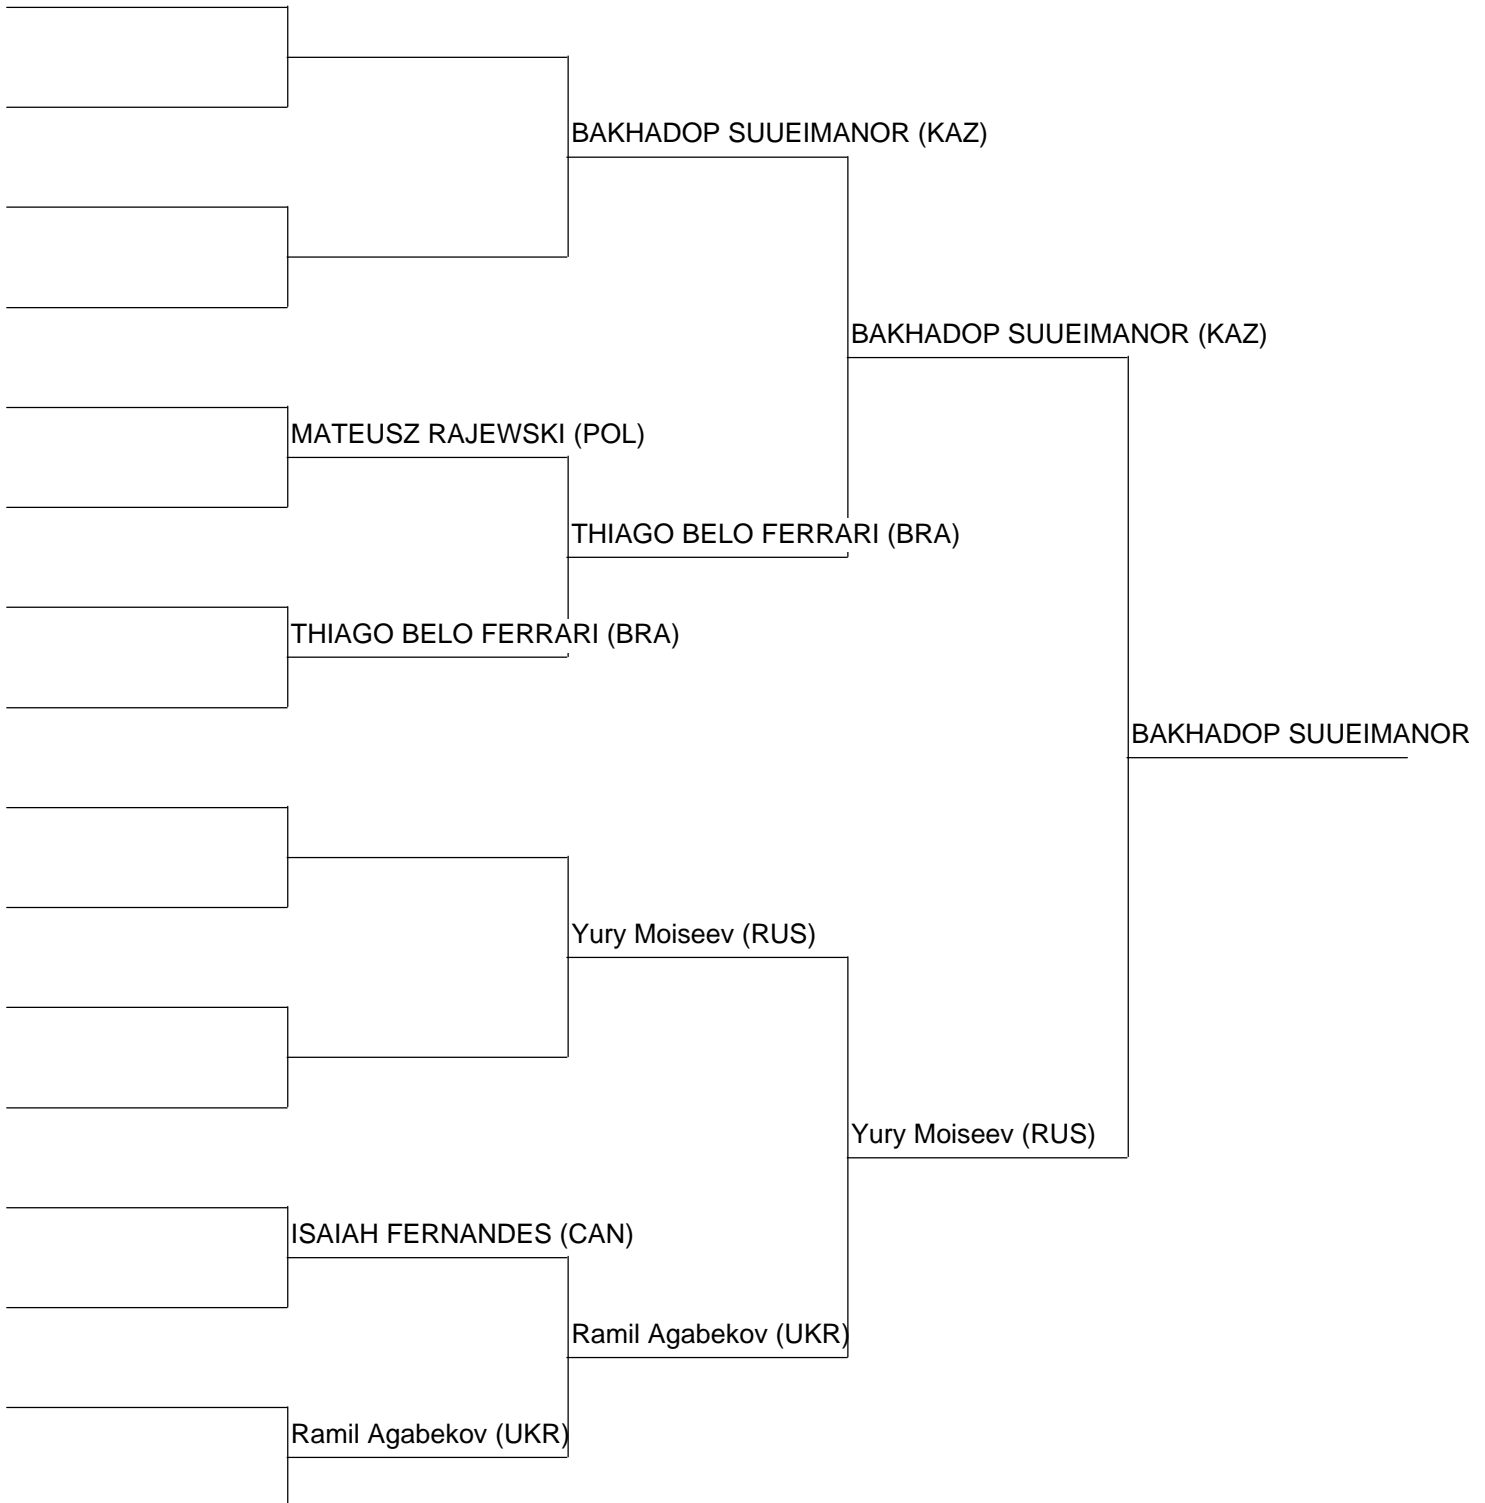 BAKHADOP SUUEIMANOR (KAZ)
BAKHADOP SUUEIMANOR (KAZ)
MATEUSZ RAJEWSKI (POL)
THIAGO BELO FERRARI (BRA)
THIAGO BELO FERRARI (BRA)
BAKHADOP SUUEIMANOR
Yury Moiseev (RUS)
Yury Moiseev (RUS)
ISAIAH FERNANDES (CAN)
Ramil Agabekov (UKR)
Ramil Agabekov (UKR)